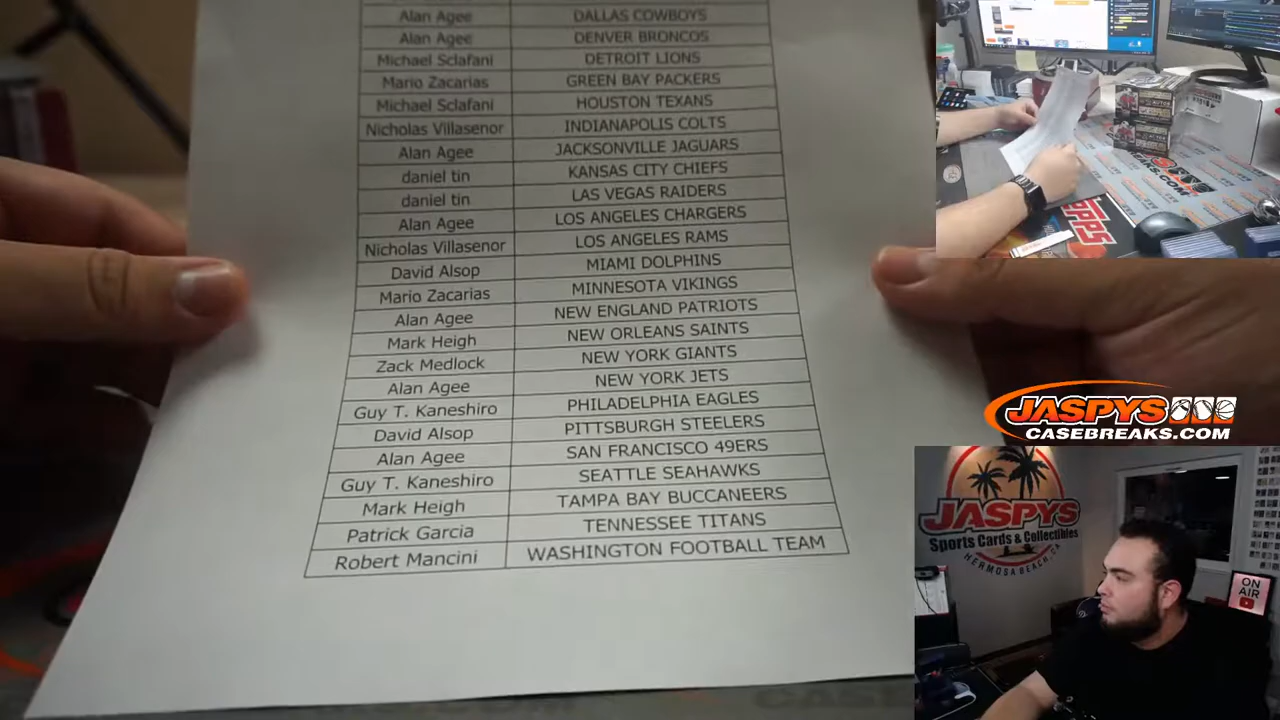 Alan Agee DALLAS COWBOYS
Alan Agee DENVER BRONCOS
Michael Sclafani DETROIT LIONS
Mario Zacarias GREEN BAY PACKERS
Michael Sclafani HOUSTON TEXANS
Nicholas Villasenor INDIANAPOLIS COLTS
Alan Agee JACKSONVILLE JAGUARS
daniel tin KANSAS CITY CHIEFS
daniel tin LAS VEGAS RAIDERS
Alan Agee LOS ANGELES CHARGERS
Nicholas Villasenor LOS ANGELES RAMS
David Alsop MIAMI DOLPHINS
Mario Zacarias MINNESOTA VIKINGS
Alan Agee NEW ENGLAND PATRIOTS
Mark Heigh NEW ORLEANS SAINTS
Zack Medlock NEW YORK GIANTS
Alan Agee NEW YORK JETS
Guy T. Kaneshiro PHILADELPHIA EAGLES
David Alsop PITTSBURGH STEELERS
Alan Agee SAN FRANCISCO 49ERS
Guy T. Kaneshiro SEATTLE SEAHAWKS
Mark Heigh TAMPA BAY BUCCANEERS
Patrick Garcia TENNESSEE TITANS
Robert Mancini WASHINGTON FOOTBALL TEAM
TOPPS
JASPYS
CASEBREAKS.COM
JASPYS
Sports Cards & Collectibles
HERMOSA BEACH, CA
ON
AIR